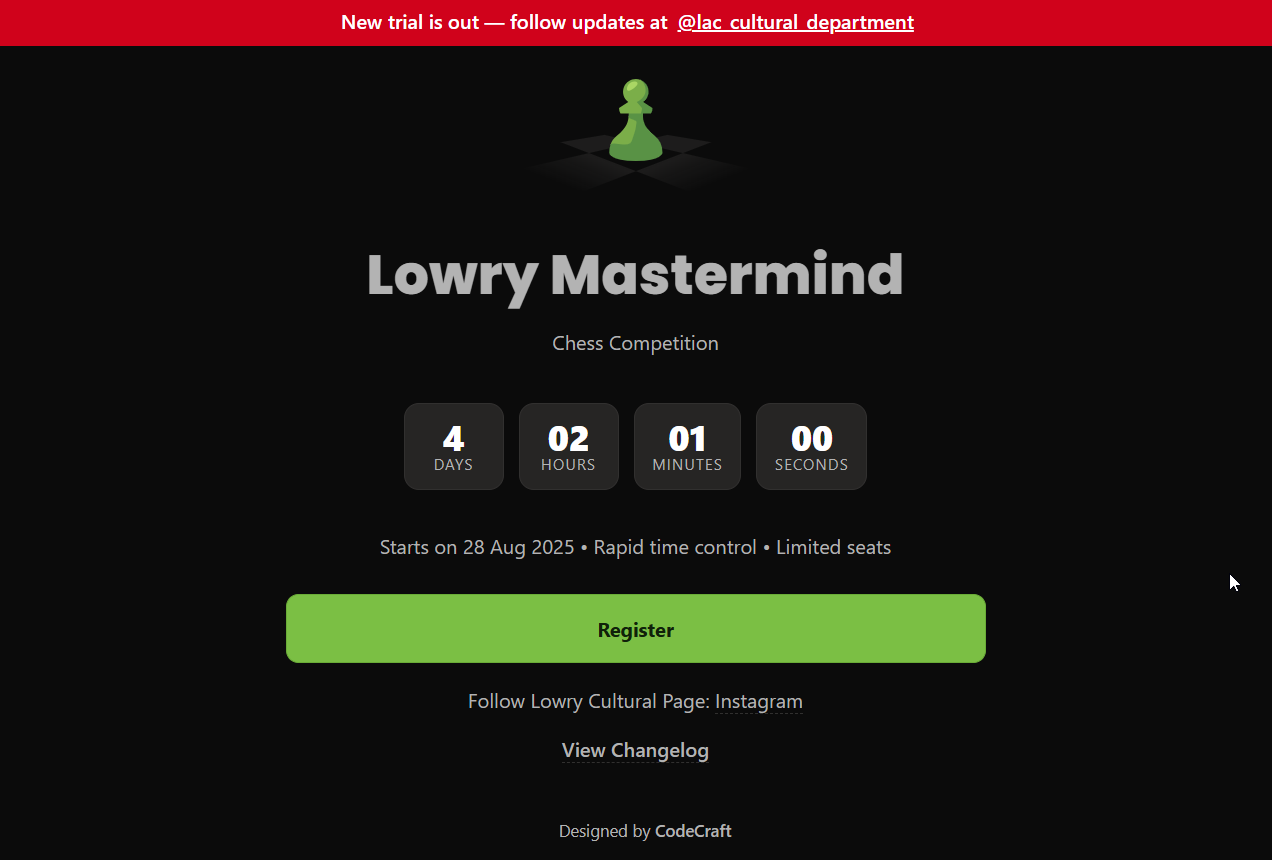 New trial is out — follow updates at @lac_cultural_department
Lowry Mastermind
Chess Competition
4 02 01 00
DAYS HOURS MINUTES SECONDS
Starts on 28 Aug 2025 • Rapid time control • Limited seats
Register
Follow Lowry Cultural Page: Instagram
View Changelog
Designed by CodeCraft